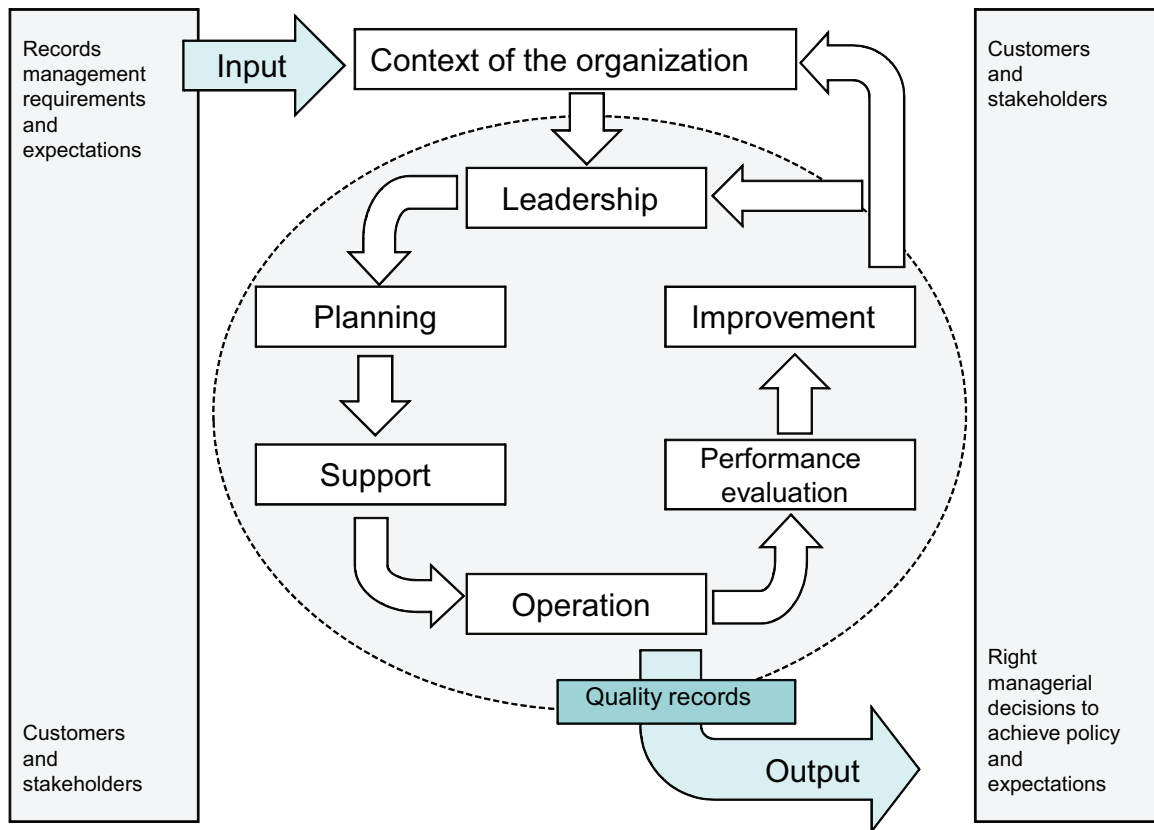 Records
management
requirements
and
expectations
Input
Context of the organization
Customers
and
stakeholders
Leadership
Planning
Improvement
Support
Performance
evaluation
Operation
Quality records
Output
Customers
and
stakeholders
Right
managerial
decisions to
achieve policy
and
expectations